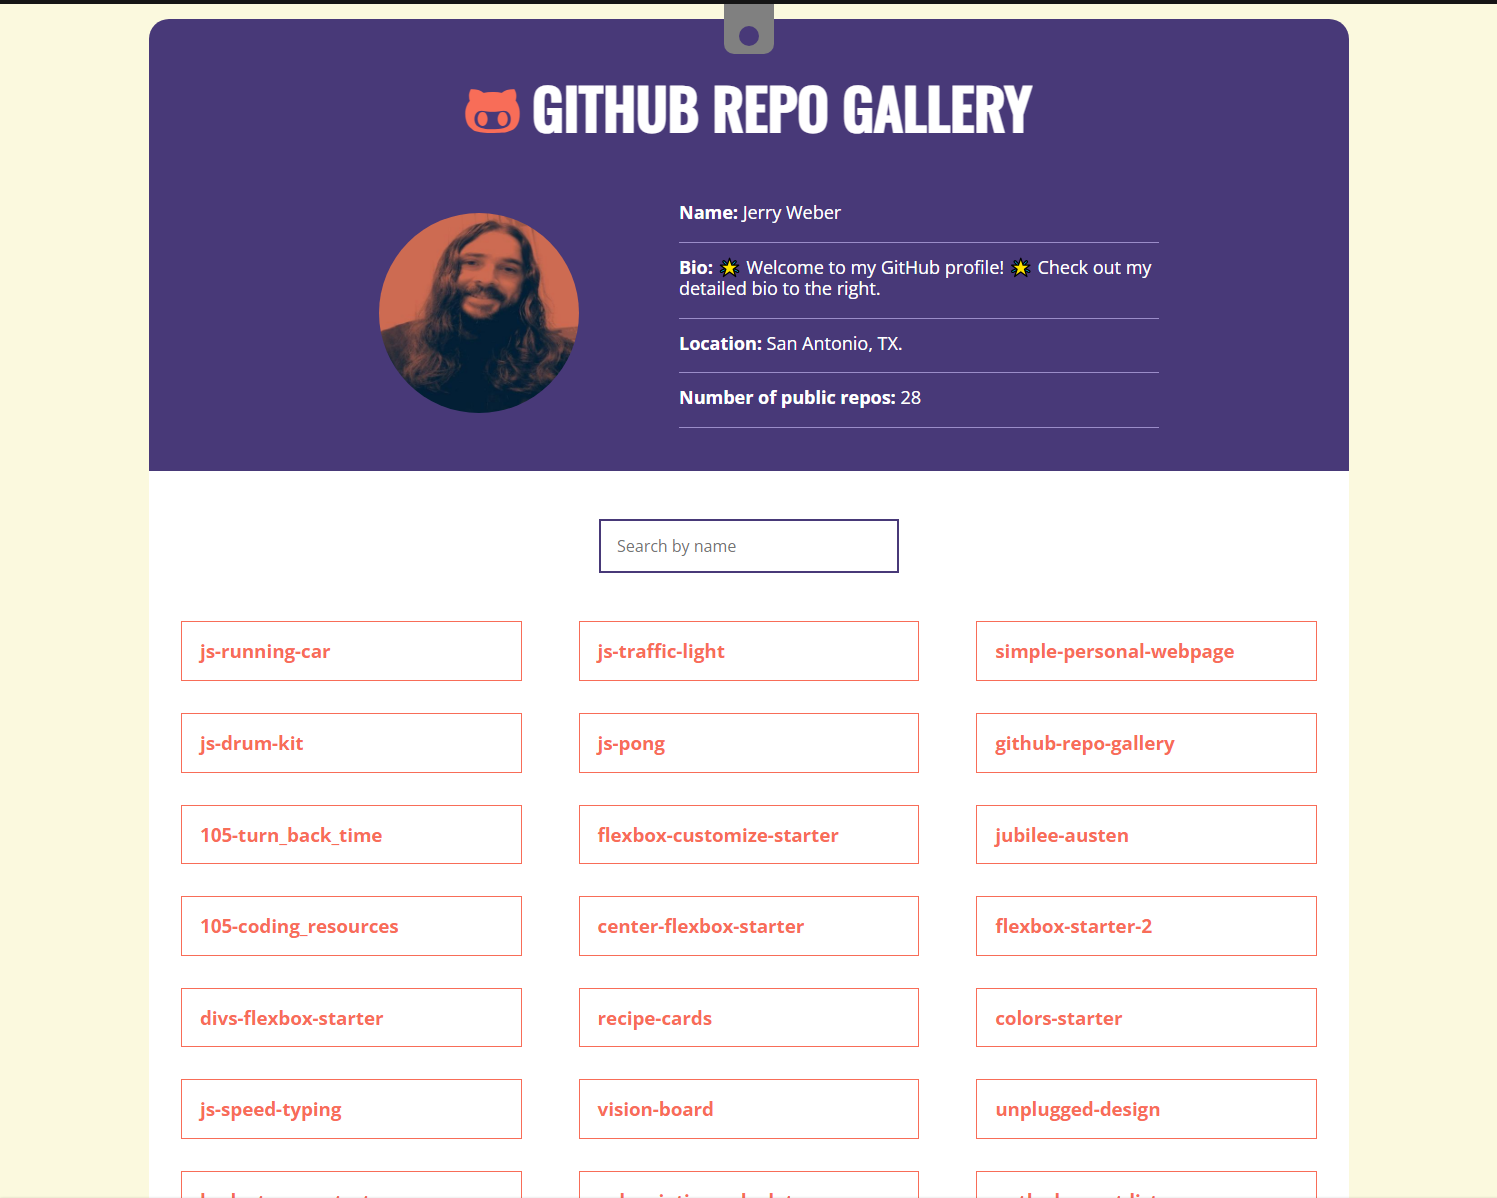 GITHUB REPO GALLERY
Name: Jerry Weber
Bio: 🌟 Welcome to my GitHub profile! 🌟 Check out my
detailed bio to the right.
Location: San Antonio, TX.
Number of public repos: 28
Search by name
js-running-car
js-traffic-light
simple-personal-webpage
js-drum-kit
js-pong
github-repo-gallery
105-turn_back_time
flexbox-customize-starter
jubilee-austen
105-coding_resources
center-flexbox-starter
flexbox-starter-2
divs-flexbox-starter
recipe-cards
colors-starter
js-speed-typing
vision-board
unplugged-design